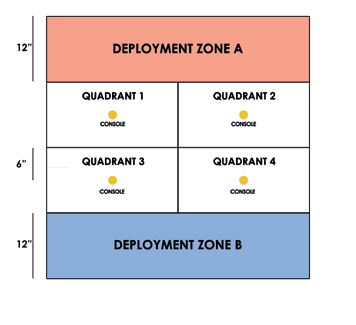 12"
DEPLOYMENT ZONE A
QUADRANT 1
QUADRANT 2
CONSOLE
CONSOLE
6"
QUADRANT 3
QUADRANT 4
CONSOLE
CONSOLE
12"
DEPLOYMENT ZONE B